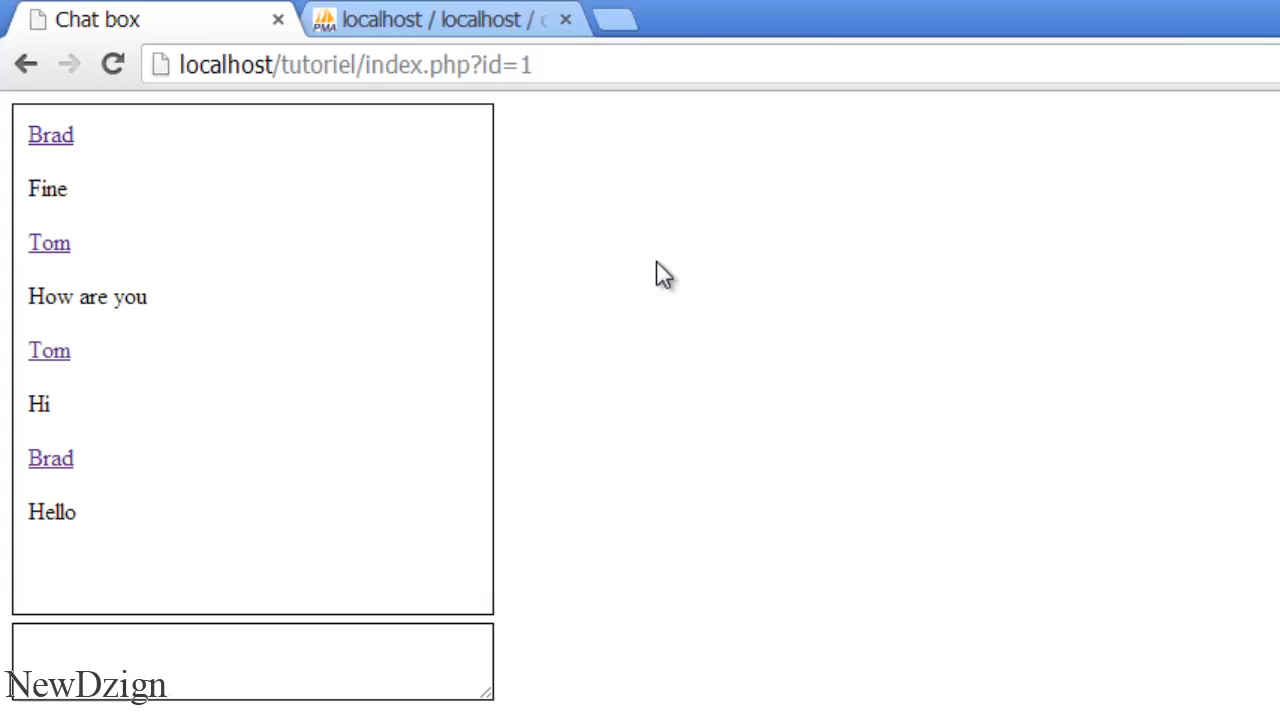 Chat box
localhost / localhost /
PMA
localhost/tutoriel/index.php?id=1
Brad
Fine
Tom
How are you
Tom
Hi
Brad
Hello
NewDzign